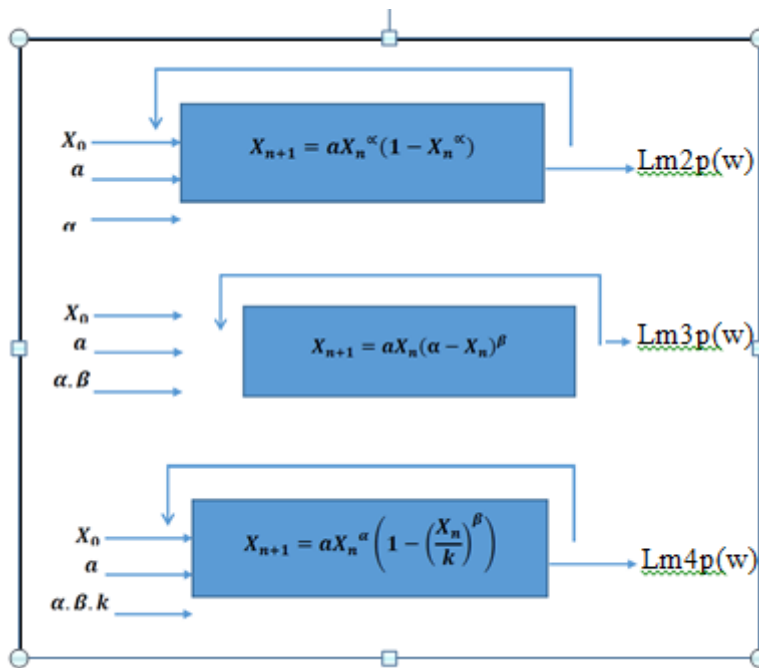 X₀
a
α
Xₙ₊₁ = aXₙ^∝(1 − Xₙ^∝)
Lm2p(w)
X₀
a
α.β
Xₙ₊₁ = aXₙ(α − Xₙ)^β
Lm3p(w)
X₀
a
α.β.k
Xₙ₊₁ = aXₙ^α(1 − (Xₙ/k)^β)
Lm4p(w)